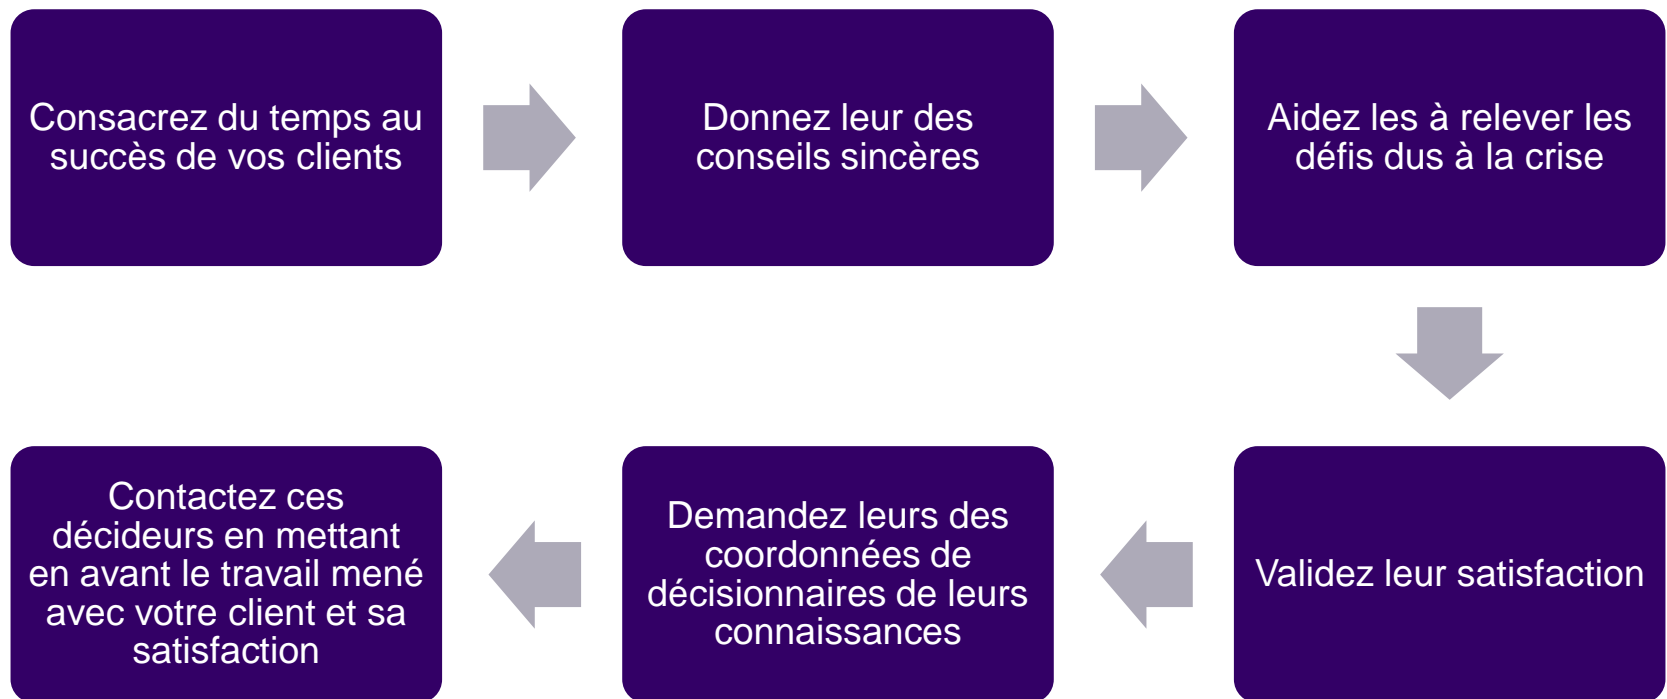 Consacrez du temps au
succès de vos clients
Donnez leur des
conseils sincères
Aidez les à relever les
défis dus à la crise
Validez leur satisfaction
Demandez leurs des
coordonnées de
décisionnaires de leurs
connaissances
Contactez ces
décideurs en mettant
en avant le travail mené
avec votre client et sa
satisfaction